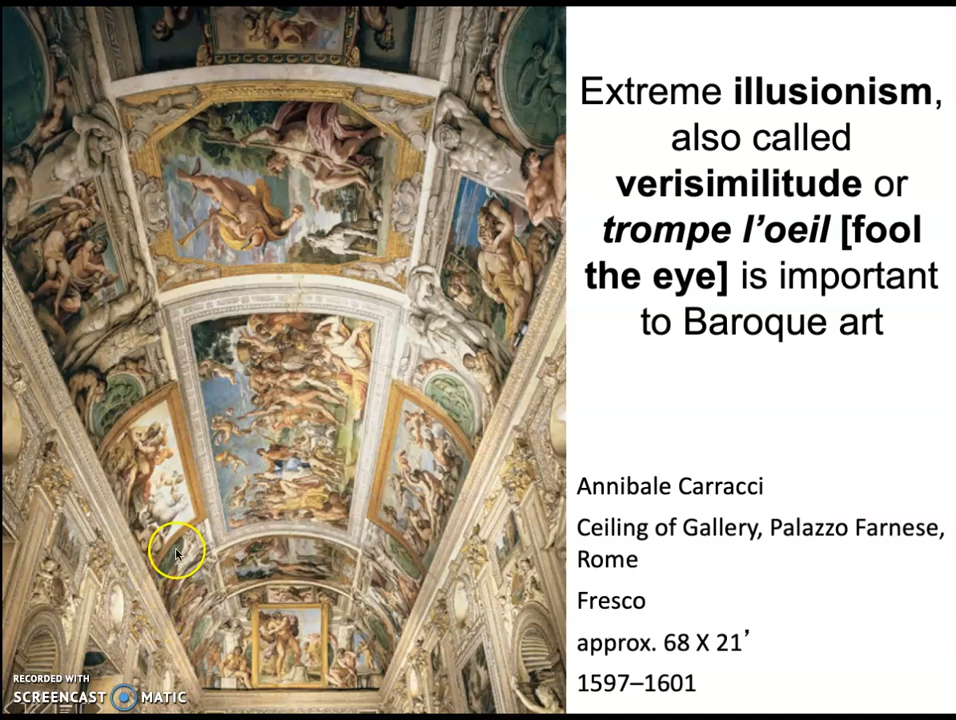 Extreme illusionism,
also called
verisimilitude or
trompe l’oeil [fool
the eye] is important
to Baroque art
Annibale Carracci
Ceiling of Gallery, Palazzo Farnese,
Rome
Fresco
approx. 68 X 21’
1597–1601
RECORDED WITH
SCREENCAST MATIC